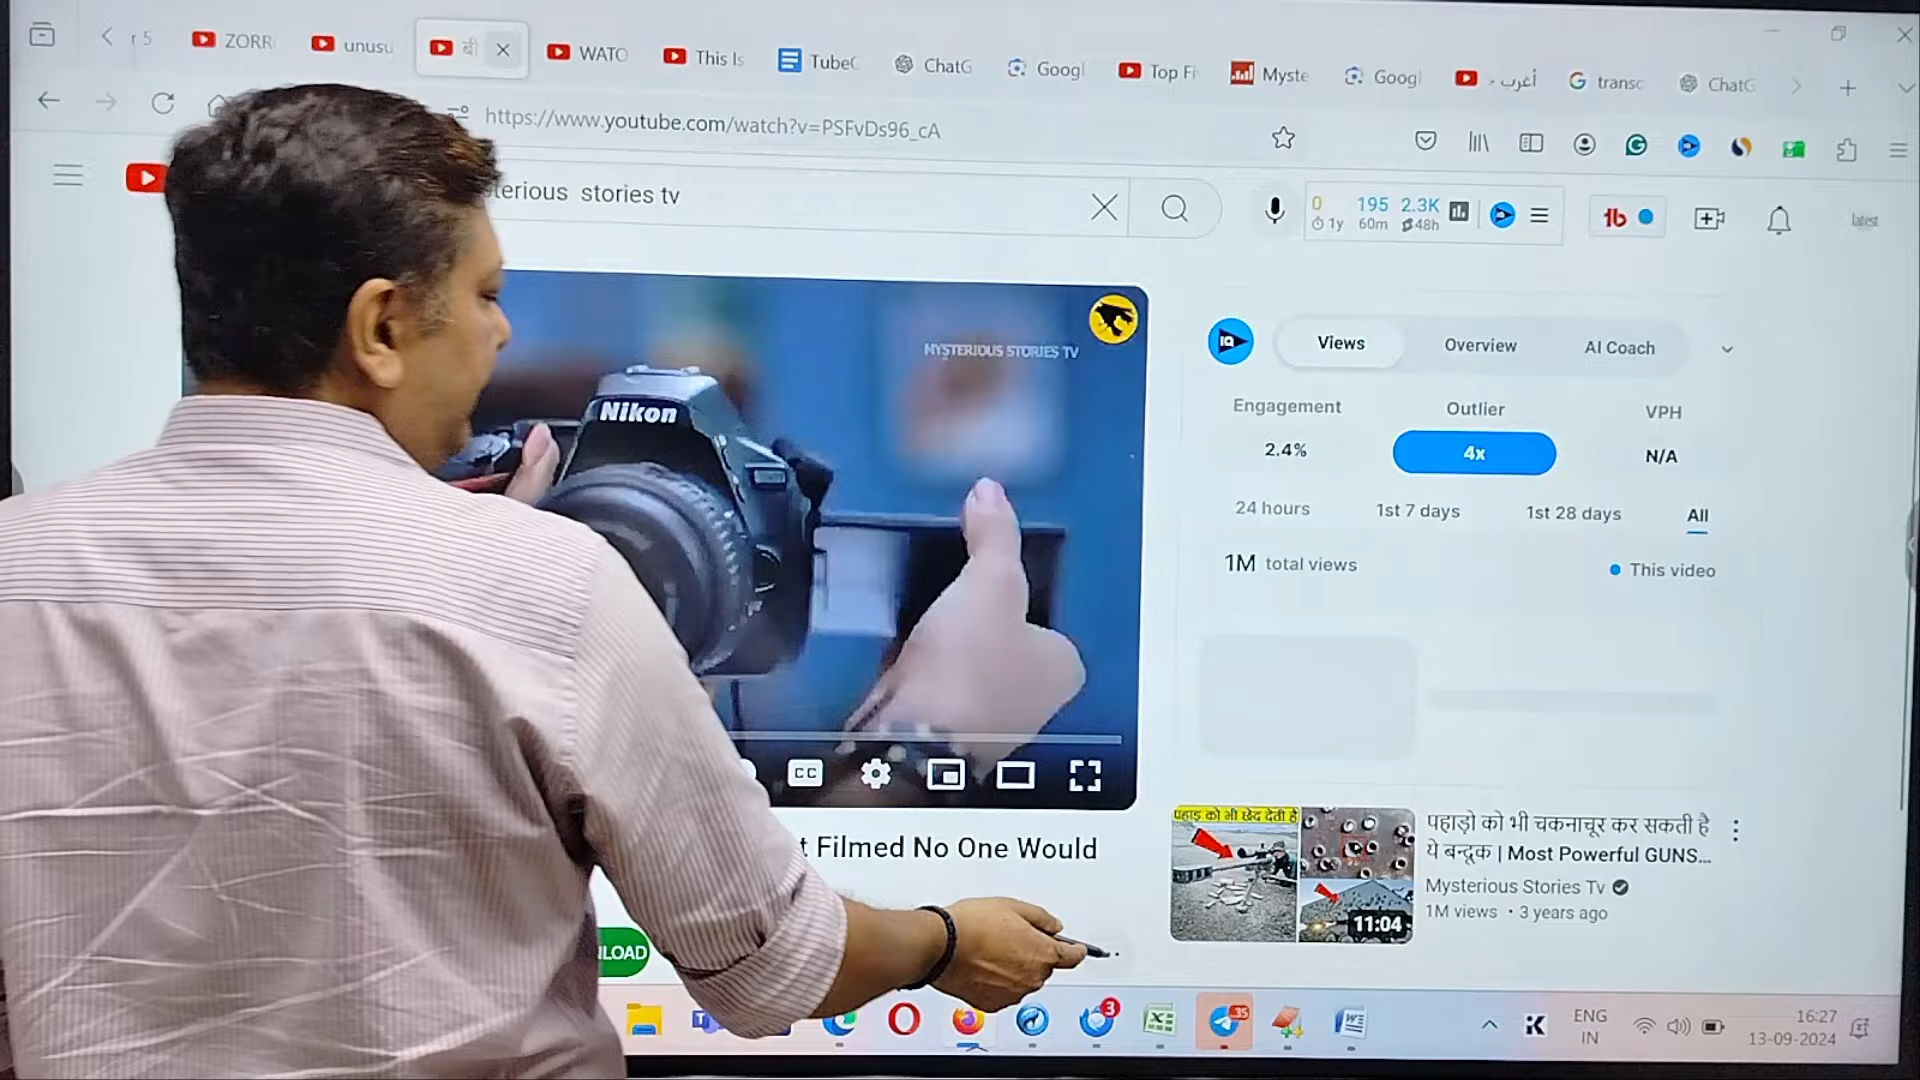 r 5
ZORR
unusu
बी
WATC
This Is
TubeC
ChatG
Googl
Top Fi
Myste
Googl
أغرب
transc
ChatG
https://www.youtube.com/watch?v=PSFvDs96_cA
terious stories tv
0
195 2.3K
1y 60m 48h
latest
MYSTERIOUS STORIES TV
Nikon
Views
Overview
AI Coach
Engagement
Outlier
VPH
2.4%
4x
N/A
24 hours
1st 7 days
1st 28 days
All
1M total views
This video
CC
t Filmed No One Would
LOAD
पहाड़ को भी छेद देती है
11:04
पहाड़ो को भी चकनाचूर कर सकती है
ये बन्दूक | Most Powerful GUNS...
Mysterious Stories Tv
1M views • 3 years ago
3
35
ENG
IN
16:27
13-09-2024